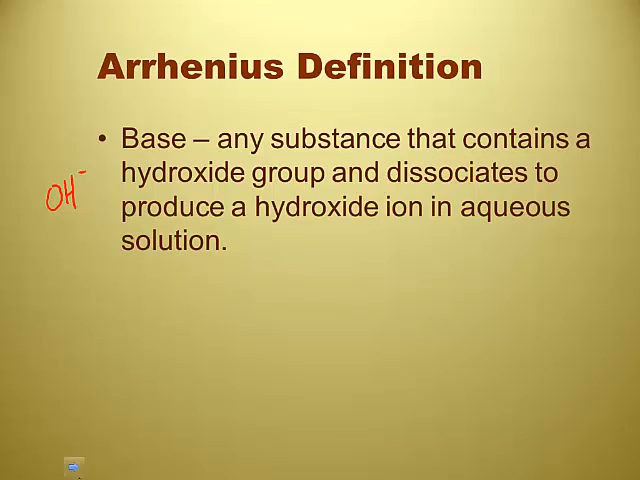 Arrhenius Definition
• Base – any substance that contains a
hydroxide group and dissociates to
OH⁻
produce a hydroxide ion in aqueous
solution.